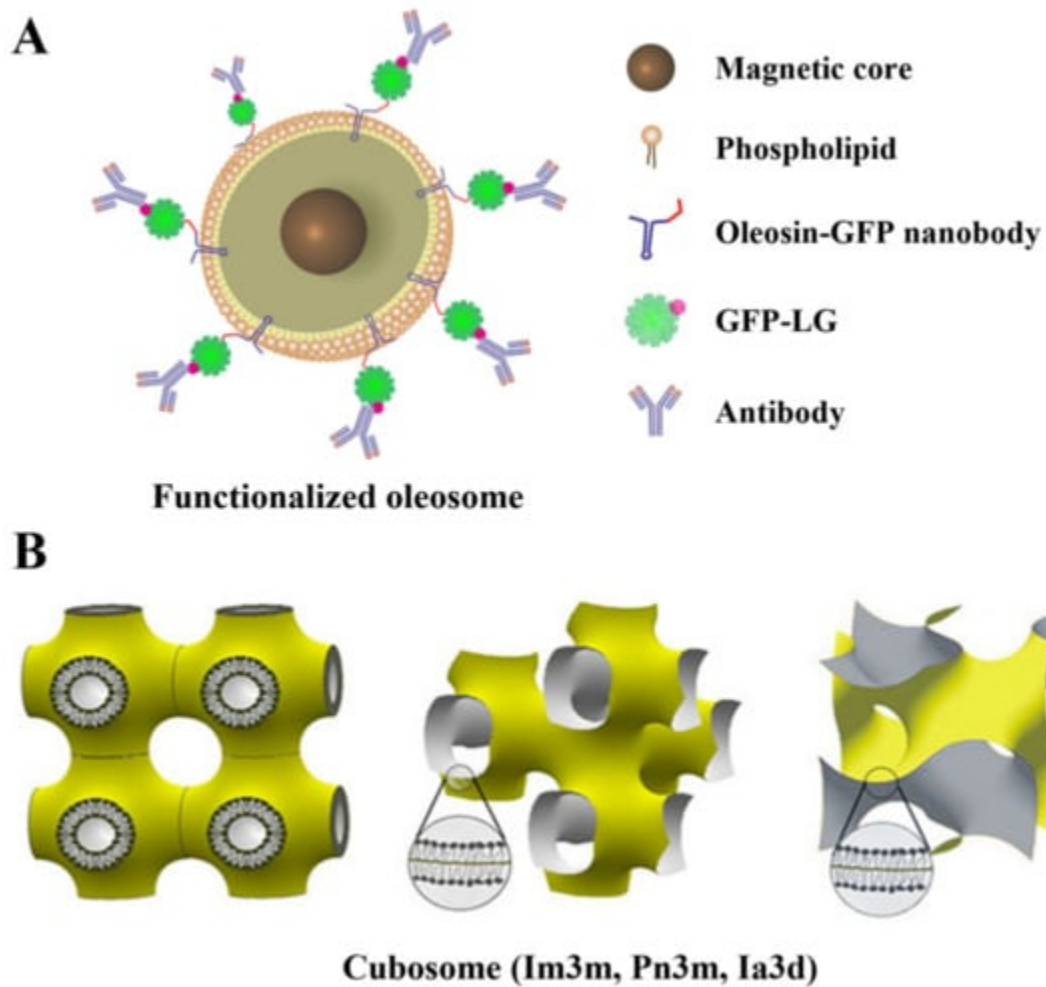 A
Magnetic core
Phospholipid
Oleosin-GFP nanobody
GFP-LG
Antibody
Functionalized oleosome
B
Cubosome (Im3m, Pn3m, Ia3d)